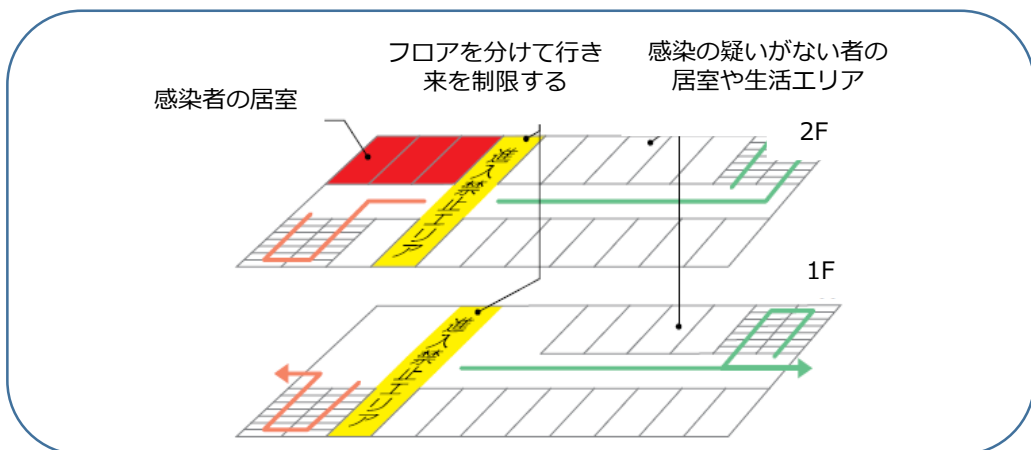 フロアを分けて行き
来を制限する
感染の疑いがない者の
居室や生活エリア
感染者の居室
2F
進入禁止エリア
1F
進入禁止エリア